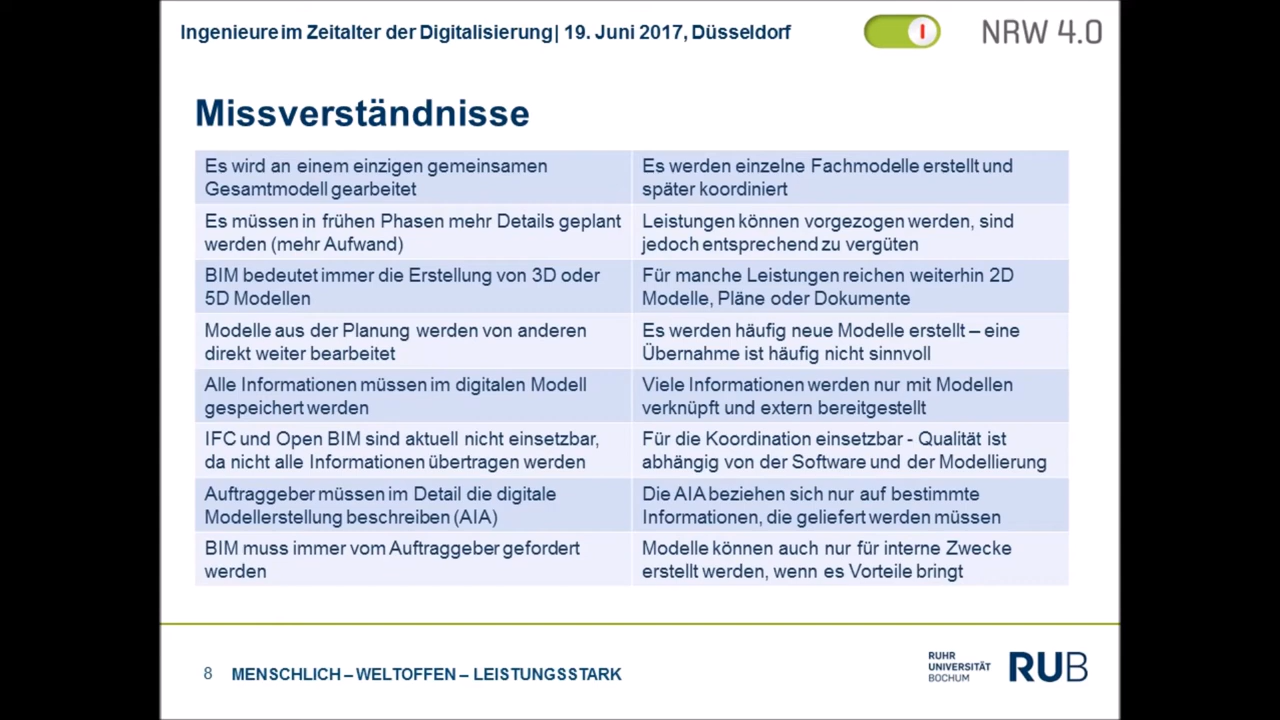 Ingenieure im Zeitalter der Digitalisierung| 19. Juni 2017, Düsseldorf
NRW 4.0
Missverständnisse
Es wird an einem einzigen gemeinsamen
Gesamtmodell gearbeitet
Es werden einzelne Fachmodelle erstellt und
später koordiniert
Es müssen in frühen Phasen mehr Details geplant
werden (mehr Aufwand)
Leistungen können vorgezogen werden, sind
jedoch entsprechend zu vergüten
BIM bedeutet immer die Erstellung von 3D oder
5D Modellen
Für manche Leistungen reichen weiterhin 2D
Modelle, Pläne oder Dokumente
Modelle aus der Planung werden von anderen
direkt weiter bearbeitet
Es werden häufig neue Modelle erstellt – eine
Übernahme ist häufig nicht sinnvoll
Alle Informationen müssen im digitalen Modell
gespeichert werden
Viele Informationen werden nur mit Modellen
verknüpft und extern bereitgestellt
IFC und Open BIM sind aktuell nicht einsetzbar,
da nicht alle Informationen übertragen werden
Für die Koordination einsetzbar - Qualität ist
abhängig von der Software und der Modellierung
Auftraggeber müssen im Detail die digitale
Modellerstellung beschreiben (AIA)
Die AIA beziehen sich nur auf bestimmte
Informationen, die geliefert werden müssen
BIM muss immer vom Auftraggeber gefordert
werden
Modelle können auch nur für interne Zwecke
erstellt werden, wenn es Vorteile bringt
8 MENSCHLICH – WELTOFFEN – LEISTUNGSSTARK
RUHR
UNIVERSITÄT
BOCHUM
RUB